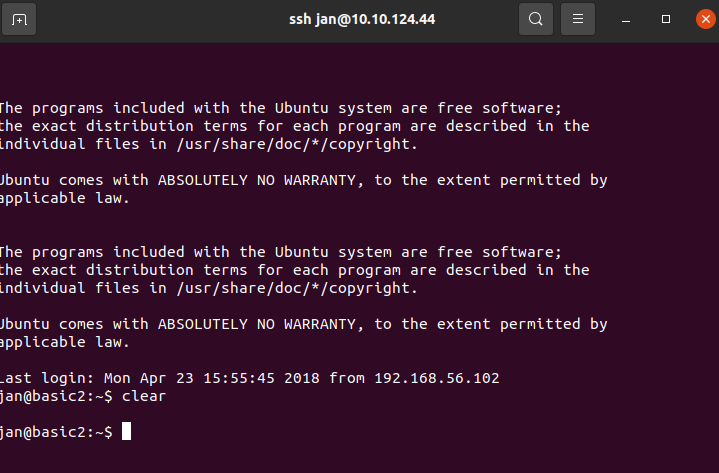 ssh jan@10.10.124.44
The programs included with the Ubuntu system are free software;
the exact distribution terms for each program are described in the
individual files in /usr/share/doc/*/copyright.
Ubuntu comes with ABSOLUTELY NO WARRANTY, to the extent permitted by
applicable law.
The programs included with the Ubuntu system are free software;
the exact distribution terms for each program are described in the
individual files in /usr/share/doc/*/copyright.
Ubuntu comes with ABSOLUTELY NO WARRANTY, to the extent permitted by
applicable law.
Last login: Mon Apr 23 15:55:45 2018 from 192.168.56.102
jan@basic2:~$ clear
jan@basic2:~$